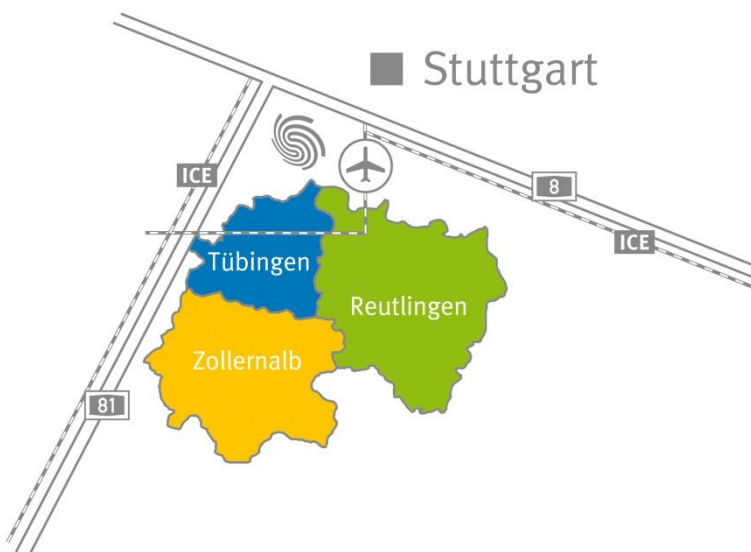 Stuttgart
ICE
8
ICE
Tübingen
Reutlingen
Zollernalb
81